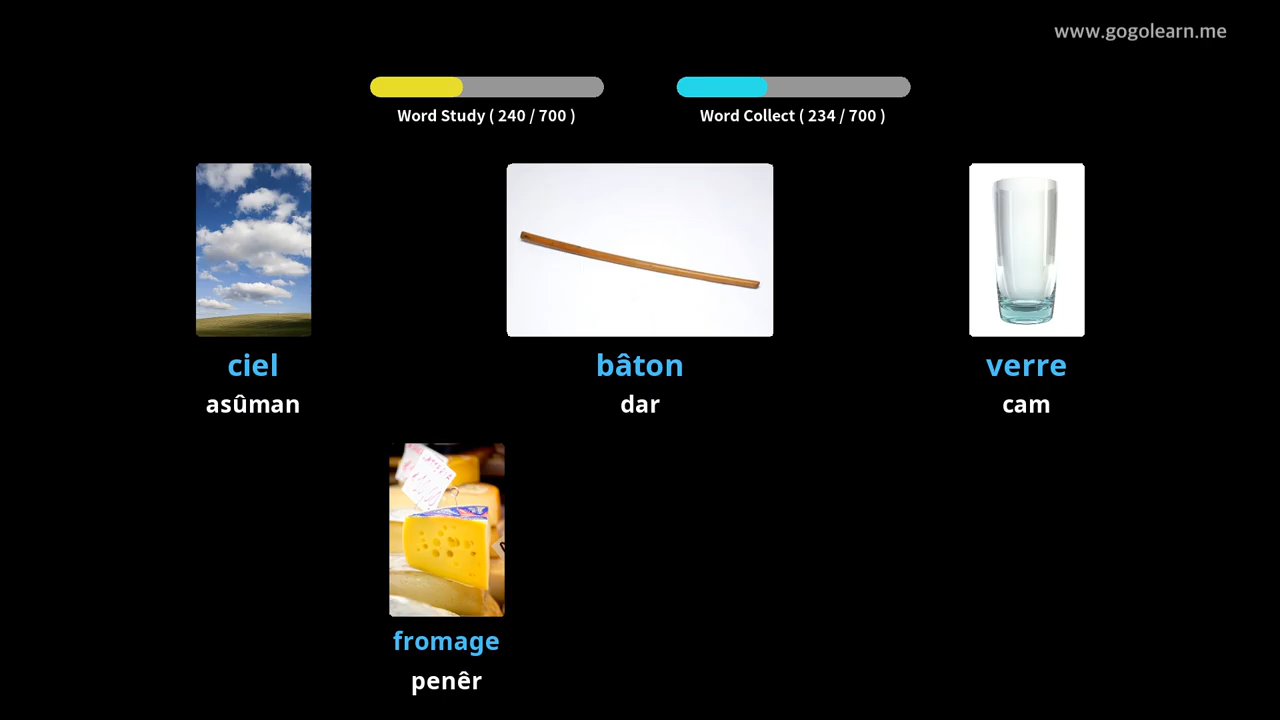 www.gogolearn.me
Word Study ( 240 / 700 )
Word Collect ( 234 / 700 )
ciel
bâton
verre
asûman
dar
cam
fromage
penêr